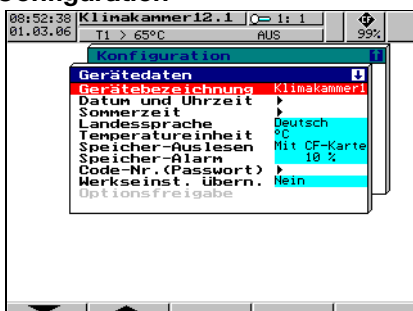 08:52:38 Klimakammer12.1 1: 1
01.03.06 T1 > 65°C AUS 99%
Konfiguration
Gerätedaten
Gerätebezeichnung Klimakammer1
Datum und Uhrzeit
Sommerzeit
Landessprache Deutsch
Temperatureinheit °C
Speicher-Auslesen Mit CF-Karte
Speicher-Alarm 10 %
Code-Nr.(Passwort)
Werkseinst. übern. Nein
Optionsfreigabe